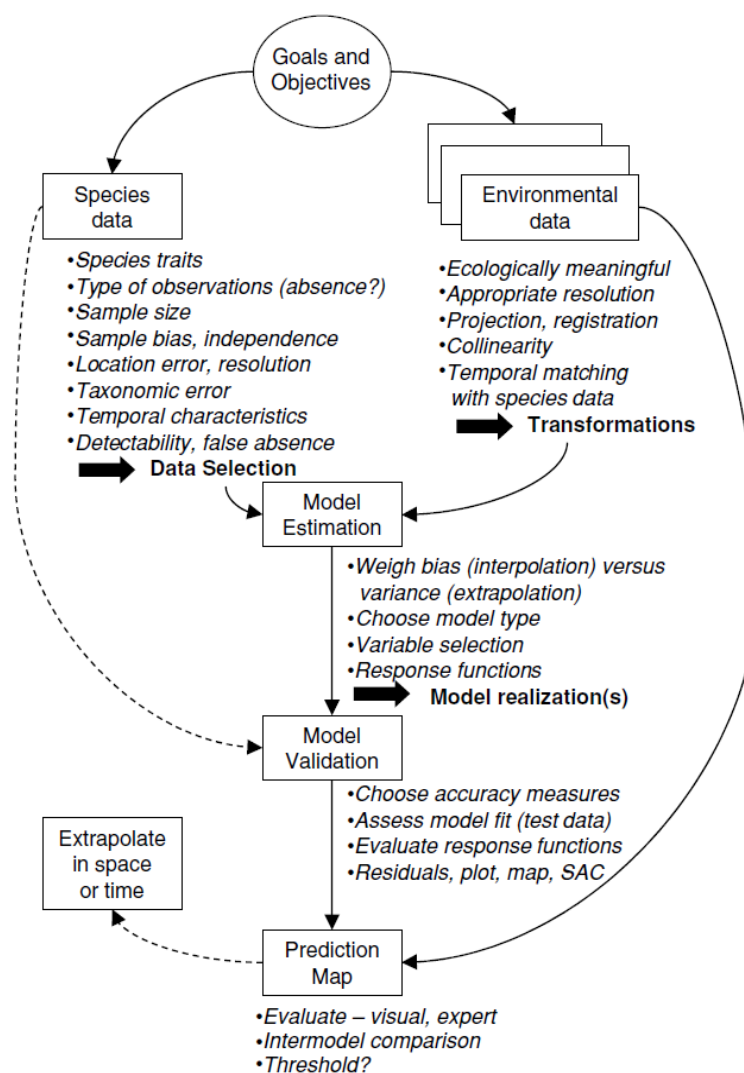 Goals and
Objectives
Species
data
•Species traits
•Type of observations (absence?)
•Sample size
•Sample bias, independence
•Location error, resolution
•Taxonomic error
•Temporal characteristics
•Detectability, false absence
Data Selection
Environmental
data
•Ecologically meaningful
•Appropriate resolution
•Projection, registration
•Collinearity
•Temporal matching
with species data
Transformations
Model
Estimation
•Weigh bias (interpolation) versus
variance (extrapolation)
•Choose model type
•Variable selection
•Response functions
Model realization(s)
Model
Validation
•Choose accuracy measures
•Assess model fit (test data)
•Evaluate response functions
•Residuals, plot, map, SAC
Extrapolate
in space
or time
Prediction
Map
•Evaluate – visual, expert
•Intermodel comparison
•Threshold?